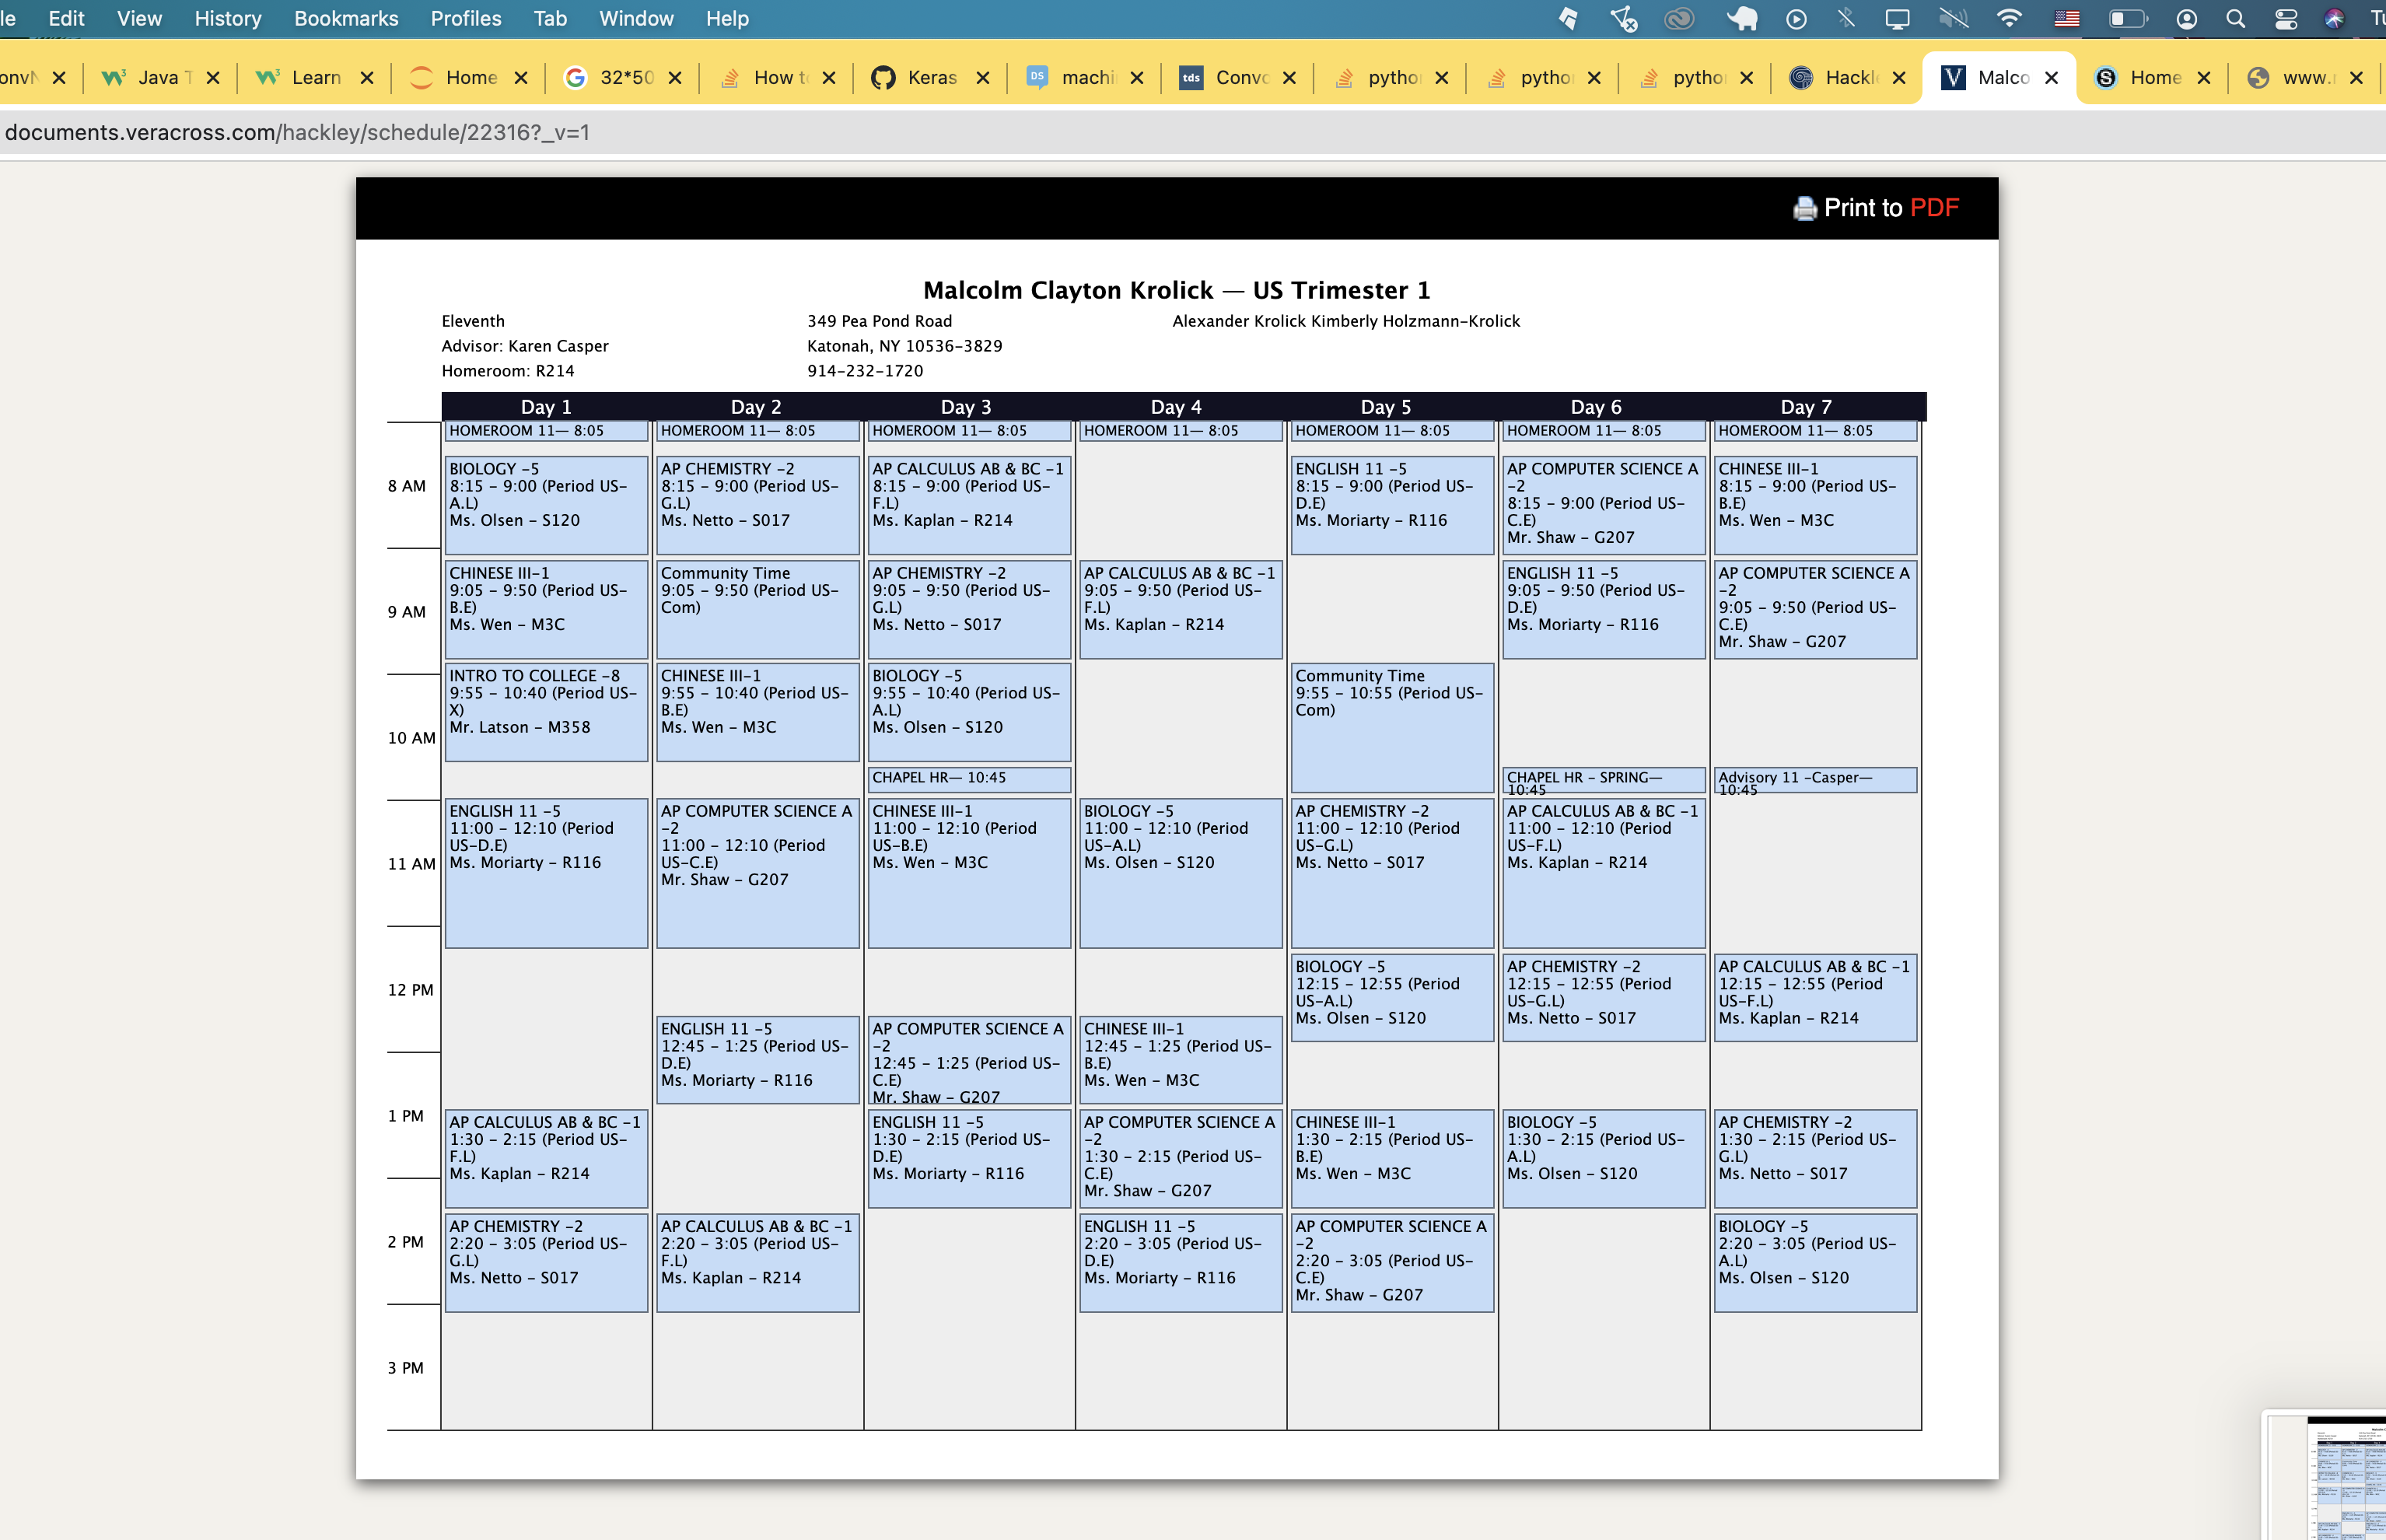 le Edit View History Bookmarks Profiles Tab Window Help
Java T Learn Home 32*50 How to Keras machi Convo pytho pytho pytho Hackle Malco Home www.
documents.veracross.com/hackley/schedule/22316?_v=1
Print to PDF
Malcolm Clayton Krolick — US Trimester 1
Eleventh
Advisor: Karen Casper
Homeroom: R214
349 Pea Pond Road
Katonah, NY 10536-3829
914-232-1720
Alexander Krolick Kimberly Holzmann-Krolick
Day 1 Day 2 Day 3 Day 4 Day 5 Day 6 Day 7
8 AM
9 AM
10 AM
11 AM
12 PM
1 PM
2 PM
3 PM
HOMEROOM 11— 8:05
BIOLOGY -5
8:15 - 9:00 (Period US-
A.L)
Ms. Olsen - S120
CHINESE III-1
9:05 - 9:50 (Period US-
B.E)
Ms. Wen - M3C
INTRO TO COLLEGE -8
9:55 - 10:40 (Period US-
X)
Mr. Latson - M358
ENGLISH 11 -5
11:00 - 12:10 (Period
US-D.E)
Ms. Moriarty - R116
AP CALCULUS AB & BC -1
1:30 - 2:15 (Period US-
F.L)
Ms. Kaplan - R214
AP CHEMISTRY -2
2:20 - 3:05 (Period US-
G.L)
Ms. Netto - S017
HOMEROOM 11— 8:05
AP CHEMISTRY -2
8:15 - 9:00 (Period US-
G.L)
Ms. Netto - S017
Community Time
9:05 - 9:50 (Period US-
Com)
CHINESE III-1
9:55 - 10:40 (Period US-
B.E)
Ms. Wen - M3C
AP COMPUTER SCIENCE A
-2
11:00 - 12:10 (Period
US-C.E)
Mr. Shaw - G207
ENGLISH 11 -5
12:45 - 1:25 (Period US-
D.E)
Ms. Moriarty - R116
AP CALCULUS AB & BC -1
2:20 - 3:05 (Period US-
F.L)
Ms. Kaplan - R214
HOMEROOM 11— 8:05
AP CALCULUS AB & BC -1
8:15 - 9:00 (Period US-
F.L)
Ms. Kaplan - R214
AP CHEMISTRY -2
9:05 - 9:50 (Period US-
G.L)
Ms. Netto - S017
BIOLOGY -5
9:55 - 10:40 (Period US-
A.L)
Ms. Olsen - S120
CHAPEL HR— 10:45
CHINESE III-1
11:00 - 12:10 (Period
US-B.E)
Ms. Wen - M3C
AP COMPUTER SCIENCE A
-2
12:45 - 1:25 (Period US-
C.E)
Mr. Shaw - G207
ENGLISH 11 -5
1:30 - 2:15 (Period US-
D.E)
Ms. Moriarty - R116
HOMEROOM 11— 8:05
AP CALCULUS AB & BC -1
9:05 - 9:50 (Period US-
F.L)
Ms. Kaplan - R214
BIOLOGY -5
11:00 - 12:10 (Period
US-A.L)
Ms. Olsen - S120
CHINESE III-1
12:45 - 1:25 (Period US-
B.E)
Ms. Wen - M3C
AP COMPUTER SCIENCE A
-2
1:30 - 2:15 (Period US-
C.E)
Mr. Shaw - G207
ENGLISH 11 -5
2:20 - 3:05 (Period US-
D.E)
Ms. Moriarty - R116
HOMEROOM 11— 8:05
ENGLISH 11 -5
8:15 - 9:00 (Period US-
D.E)
Ms. Moriarty - R116
Community Time
9:55 - 10:55 (Period US-
Com)
AP CHEMISTRY -2
11:00 - 12:10 (Period
US-G.L)
Ms. Netto - S017
BIOLOGY -5
12:15 - 12:55 (Period
US-A.L)
Ms. Olsen - S120
CHINESE III-1
1:30 - 2:15 (Period US-
B.E)
Ms. Wen - M3C
AP COMPUTER SCIENCE A
-2
2:20 - 3:05 (Period US-
C.E)
Mr. Shaw - G207
HOMEROOM 11— 8:05
AP COMPUTER SCIENCE A
-2
8:15 - 9:00 (Period US-
C.E)
Mr. Shaw - G207
ENGLISH 11 -5
9:05 - 9:50 (Period US-
D.E)
Ms. Moriarty - R116
CHAPEL HR - SPRING—
10:45
AP CALCULUS AB & BC -1
11:00 - 12:10 (Period
US-F.L)
Ms. Kaplan - R214
AP CHEMISTRY -2
12:15 - 12:55 (Period
US-G.L)
Ms. Netto - S017
BIOLOGY -5
1:30 - 2:15 (Period US-
A.L)
Ms. Olsen - S120
HOMEROOM 11— 8:05
CHINESE III-1
8:15 - 9:00 (Period US-
B.E)
Ms. Wen - M3C
AP COMPUTER SCIENCE A
-2
9:05 - 9:50 (Period US-
C.E)
Mr. Shaw - G207
Advisory 11 -Casper—
10:45
AP CALCULUS AB & BC -1
12:15 - 12:55 (Period
US-F.L)
Ms. Kaplan - R214
AP CHEMISTRY -2
1:30 - 2:15 (Period US-
G.L)
Ms. Netto - S017
BIOLOGY -5
2:20 - 3:05 (Period US-
A.L)
Ms. Olsen - S120